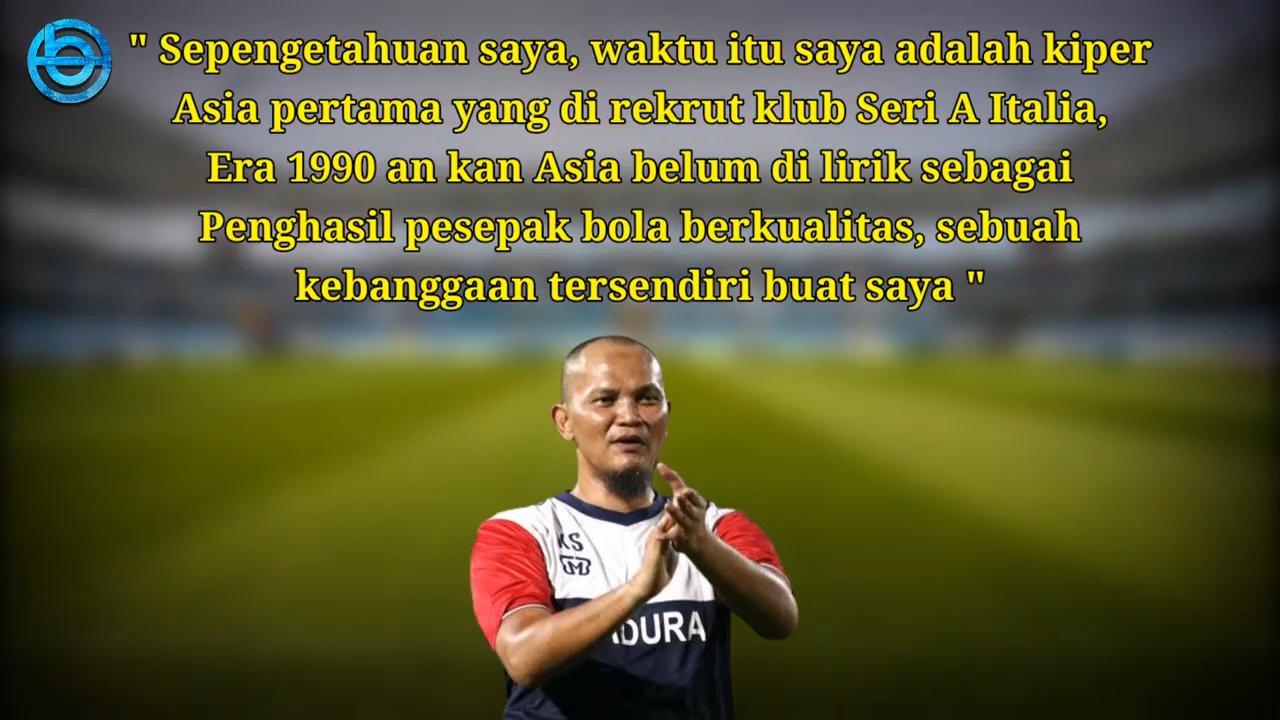 " Sepengetahuan saya, waktu itu saya adalah kiper
Asia pertama yang di rekrut klub Seri A Italia,
Era 1990 an kan Asia belum di lirik sebagai
Penghasil pesepak bola berkualitas, sebuah
kebanggaan tersendiri buat saya "
KS
DURA